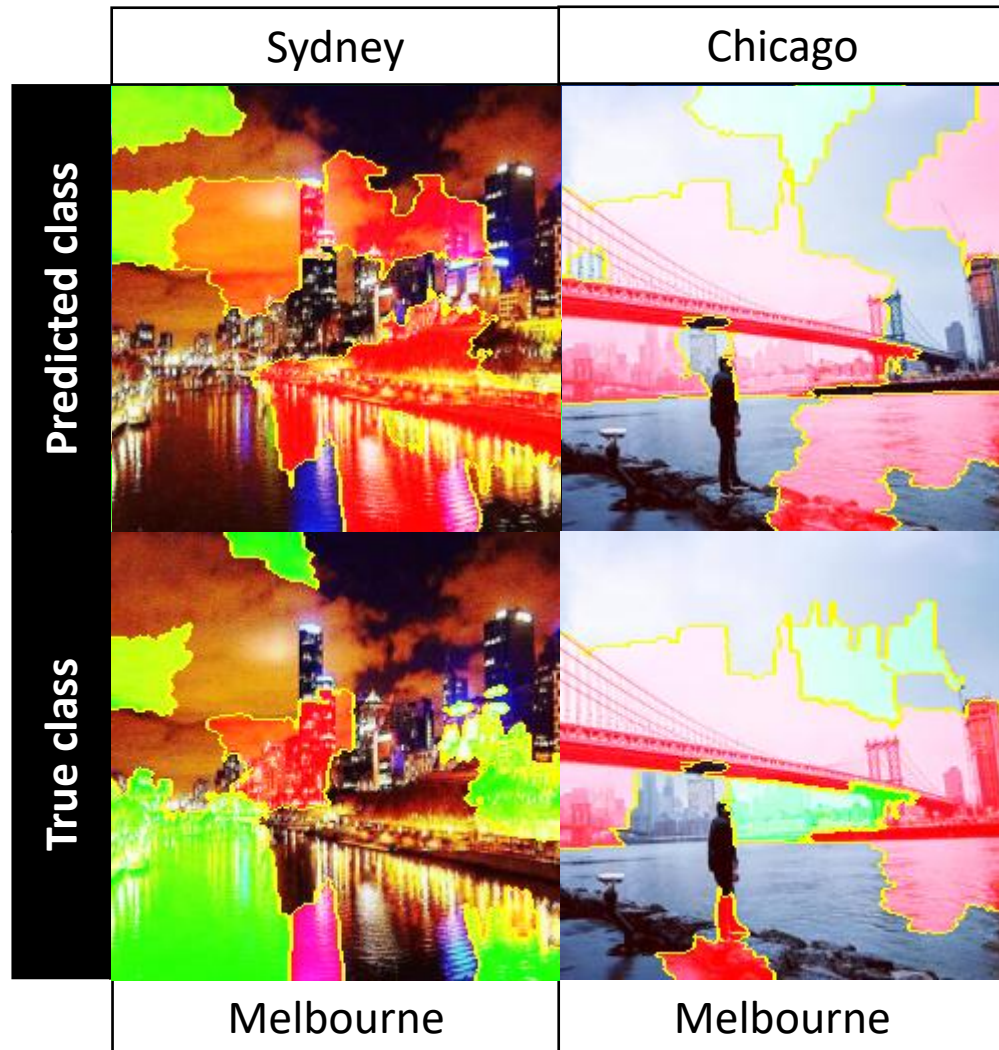 Sydney
Chicago
Predicted class
True class
Melbourne
Melbourne